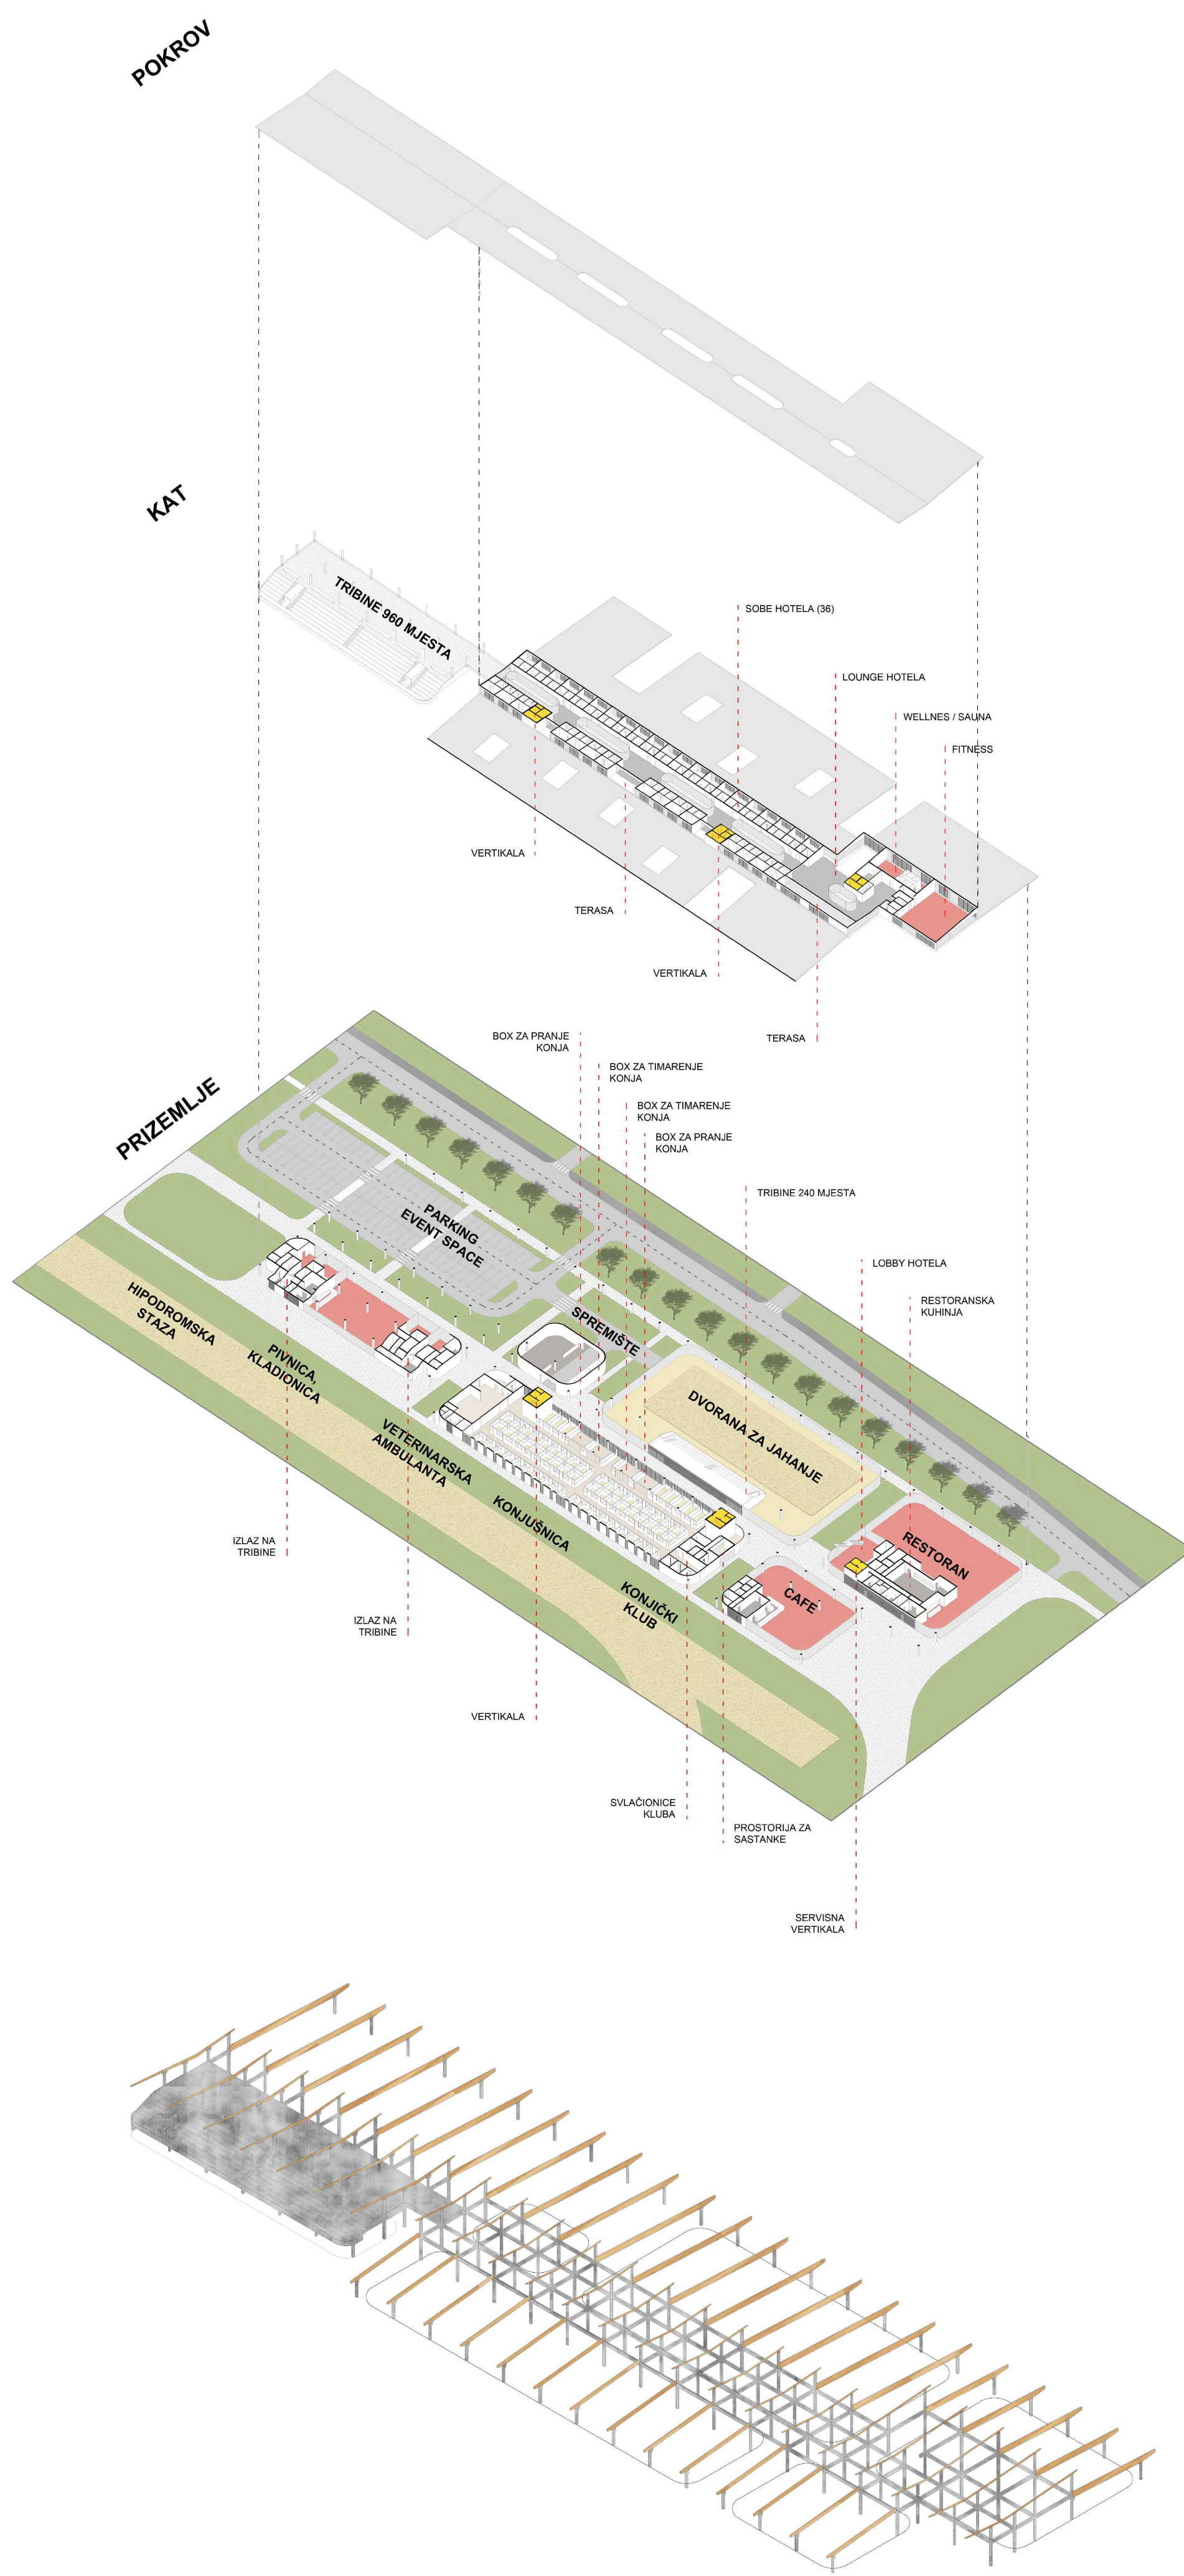 POKROV
KAT
TRIBINE 960 MJESTA
SOBE HOTELA (36)
LOUNGE HOTELA
WELLNES / SAUNA
FITNESS
VERTIKALA
TERASA
VERTIKALA
TERASA
PRIZEMLJE
BOX ZA PRANJE
KONJA
BOX ZA TIMARENJE
KONJA
BOX ZA TIMARENJE
KONJA
BOX ZA PRANJE
KONJA
TRIBINE 240 MJESTA
LOBBY HOTELA
RESTORANSKA
KUHINJA
PARKING
EVENT SPACE
SPREMIŠTE
HIPODROMSKA
STAZA
PIVNICA,
KLADIONICA
VETERINARSKA
AMBULANTA
DVORANA ZA JAHANJE
KONJUŠNICA
KONJIČKI
KLUB
CAFE
RESTORAN
IZLAZ NA
TRIBINE
IZLAZ NA
TRIBINE
VERTIKALA
SVLAČIONICE
KLUBA
PROSTORIJA ZA
SASTANKE
SERVISNA
VERTIKALA